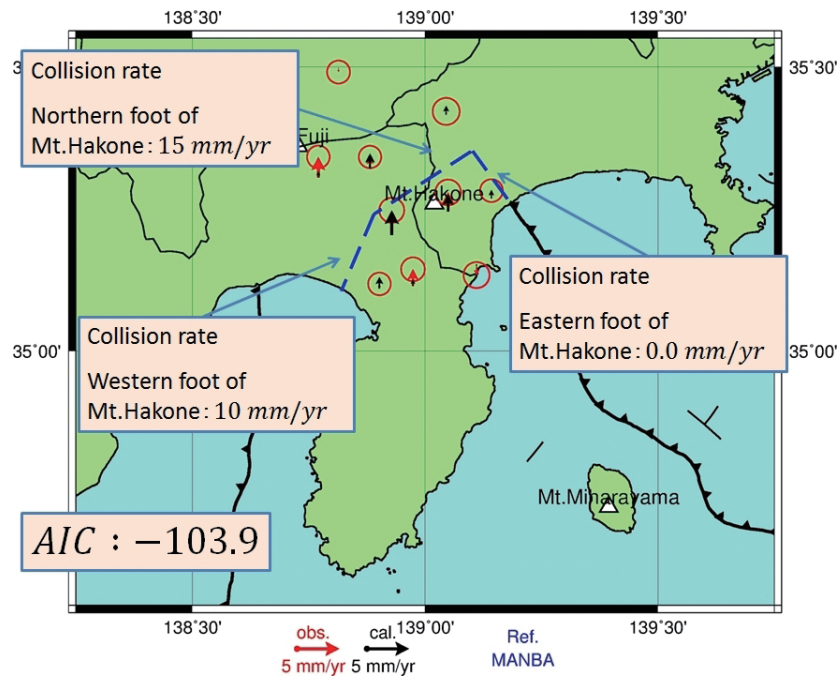 138˚30'
139˚00'
139˚30'
35˚30'
Collision rate
Northern foot of
Mt.Hakone: 15 mm/yr
Fuji
Mt.Hakone
Collision rate
Eastern foot of
Mt.Hakone: 0.0 mm/yr
35˚00'
35˚00'
Collision rate
Western foot of
Mt.Hakone: 10 mm/yr
Mt.Miharayama
AIC : −103.9
138˚30'
139˚00'
139˚30'
obs.
5 mm/yr
cal.
5 mm/yr
Ref.
MANBA